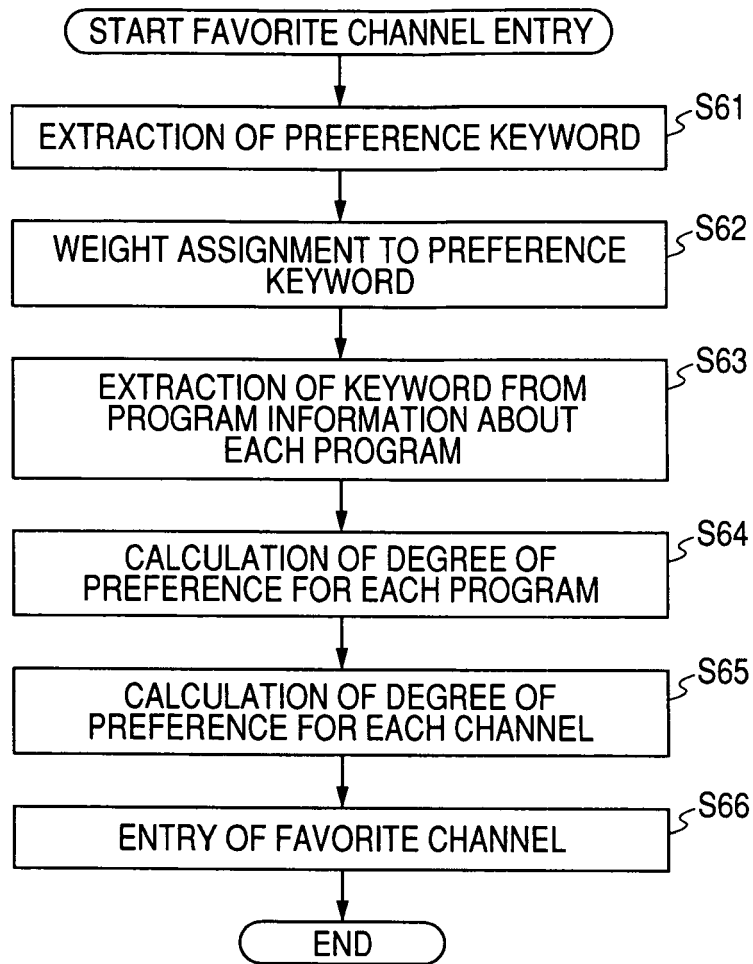 START FAVORITE CHANNEL ENTRY
S61
EXTRACTION OF PREFERENCE KEYWORD
S62
WEIGHT ASSIGNMENT TO PREFERENCE
KEYWORD
S63
EXTRACTION OF KEYWORD FROM
PROGRAM INFORMATION ABOUT
EACH PROGRAM
S64
CALCULATION OF DEGREE OF
PREFERENCE FOR EACH PROGRAM
S65
CALCULATION OF DEGREE OF
PREFERENCE FOR EACH CHANNEL
S66
ENTRY OF FAVORITE CHANNEL
END